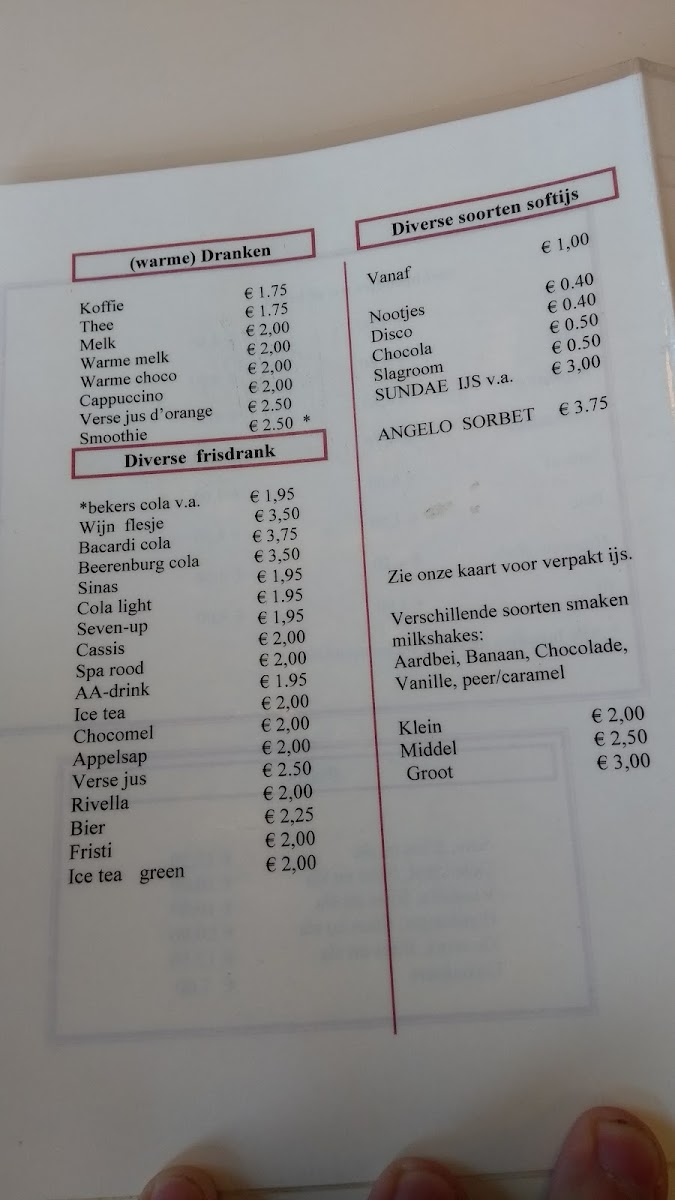 (warme) Dranken
Koffie € 1.75
Thee € 1.75
Melk € 2,00
Warme melk € 2,00
Warme choco € 2,00
Cappuccino € 2,00
Verse jus d'orange € 2.50
Smoothie € 2.50 *
Diverse frisdrank
*bekers cola v.a. € 1,95
Wijn flesje € 3,50
Bacardi cola € 3,75
Beerenburg cola € 3,50
Sinas € 1,95
Cola light € 1.95
Seven-up € 1,95
Cassis € 2,00
Spa rood € 2,00
AA-drink € 1.95
Ice tea € 2,00
Chocomel € 2,00
Appelsap € 2,00
Verse jus € 2.50
Rivella € 2,00
Bier € 2,25
Fristi € 2,00
Ice tea green € 2,00
Diverse soorten softijs
Vanaf € 1,00
Nootjes € 0.40
Disco € 0.40
Chocola € 0.50
Slagroom € 0.50
SUNDAE IJS v.a. € 3,00
ANGELO SORBET € 3.75
Zie onze kaart voor verpakt ijs.
Verschillende soorten smaken
milkshakes:
Aardbei, Banaan, Chocolade,
Vanille, peer/caramel
Klein € 2,00
Middel € 2,50
Groot € 3,00